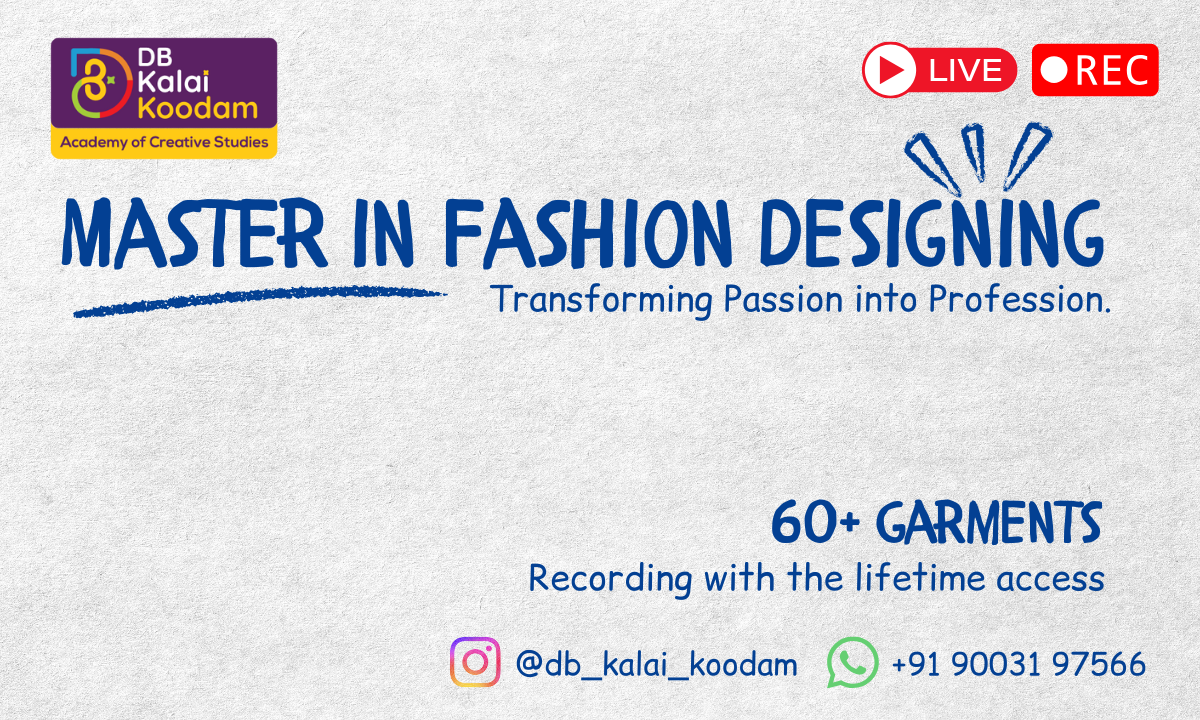 DB
Kalai
Koodam
Academy of Creative Studies
LIVE
REC
MASTER IN FASHION DESIGNING
Transforming Passion into Profession.
60+ GARMENTS
Recording with the lifetime access
@db_kalai_koodam
+91 90031 97566